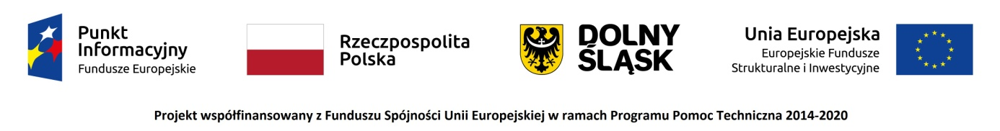 Punkt
Informacyjny
Fundusze Europejskie
Rzeczpospolita
Polska
DOLNY
ŚLĄSK
Unia Europejska
Europejskie Fundusze
Strukturalne i Inwestycyjne
Projekt współfinansowany z Funduszu Spójności Unii Europejskiej w ramach Programu Pomoc Techniczna 2014-2020